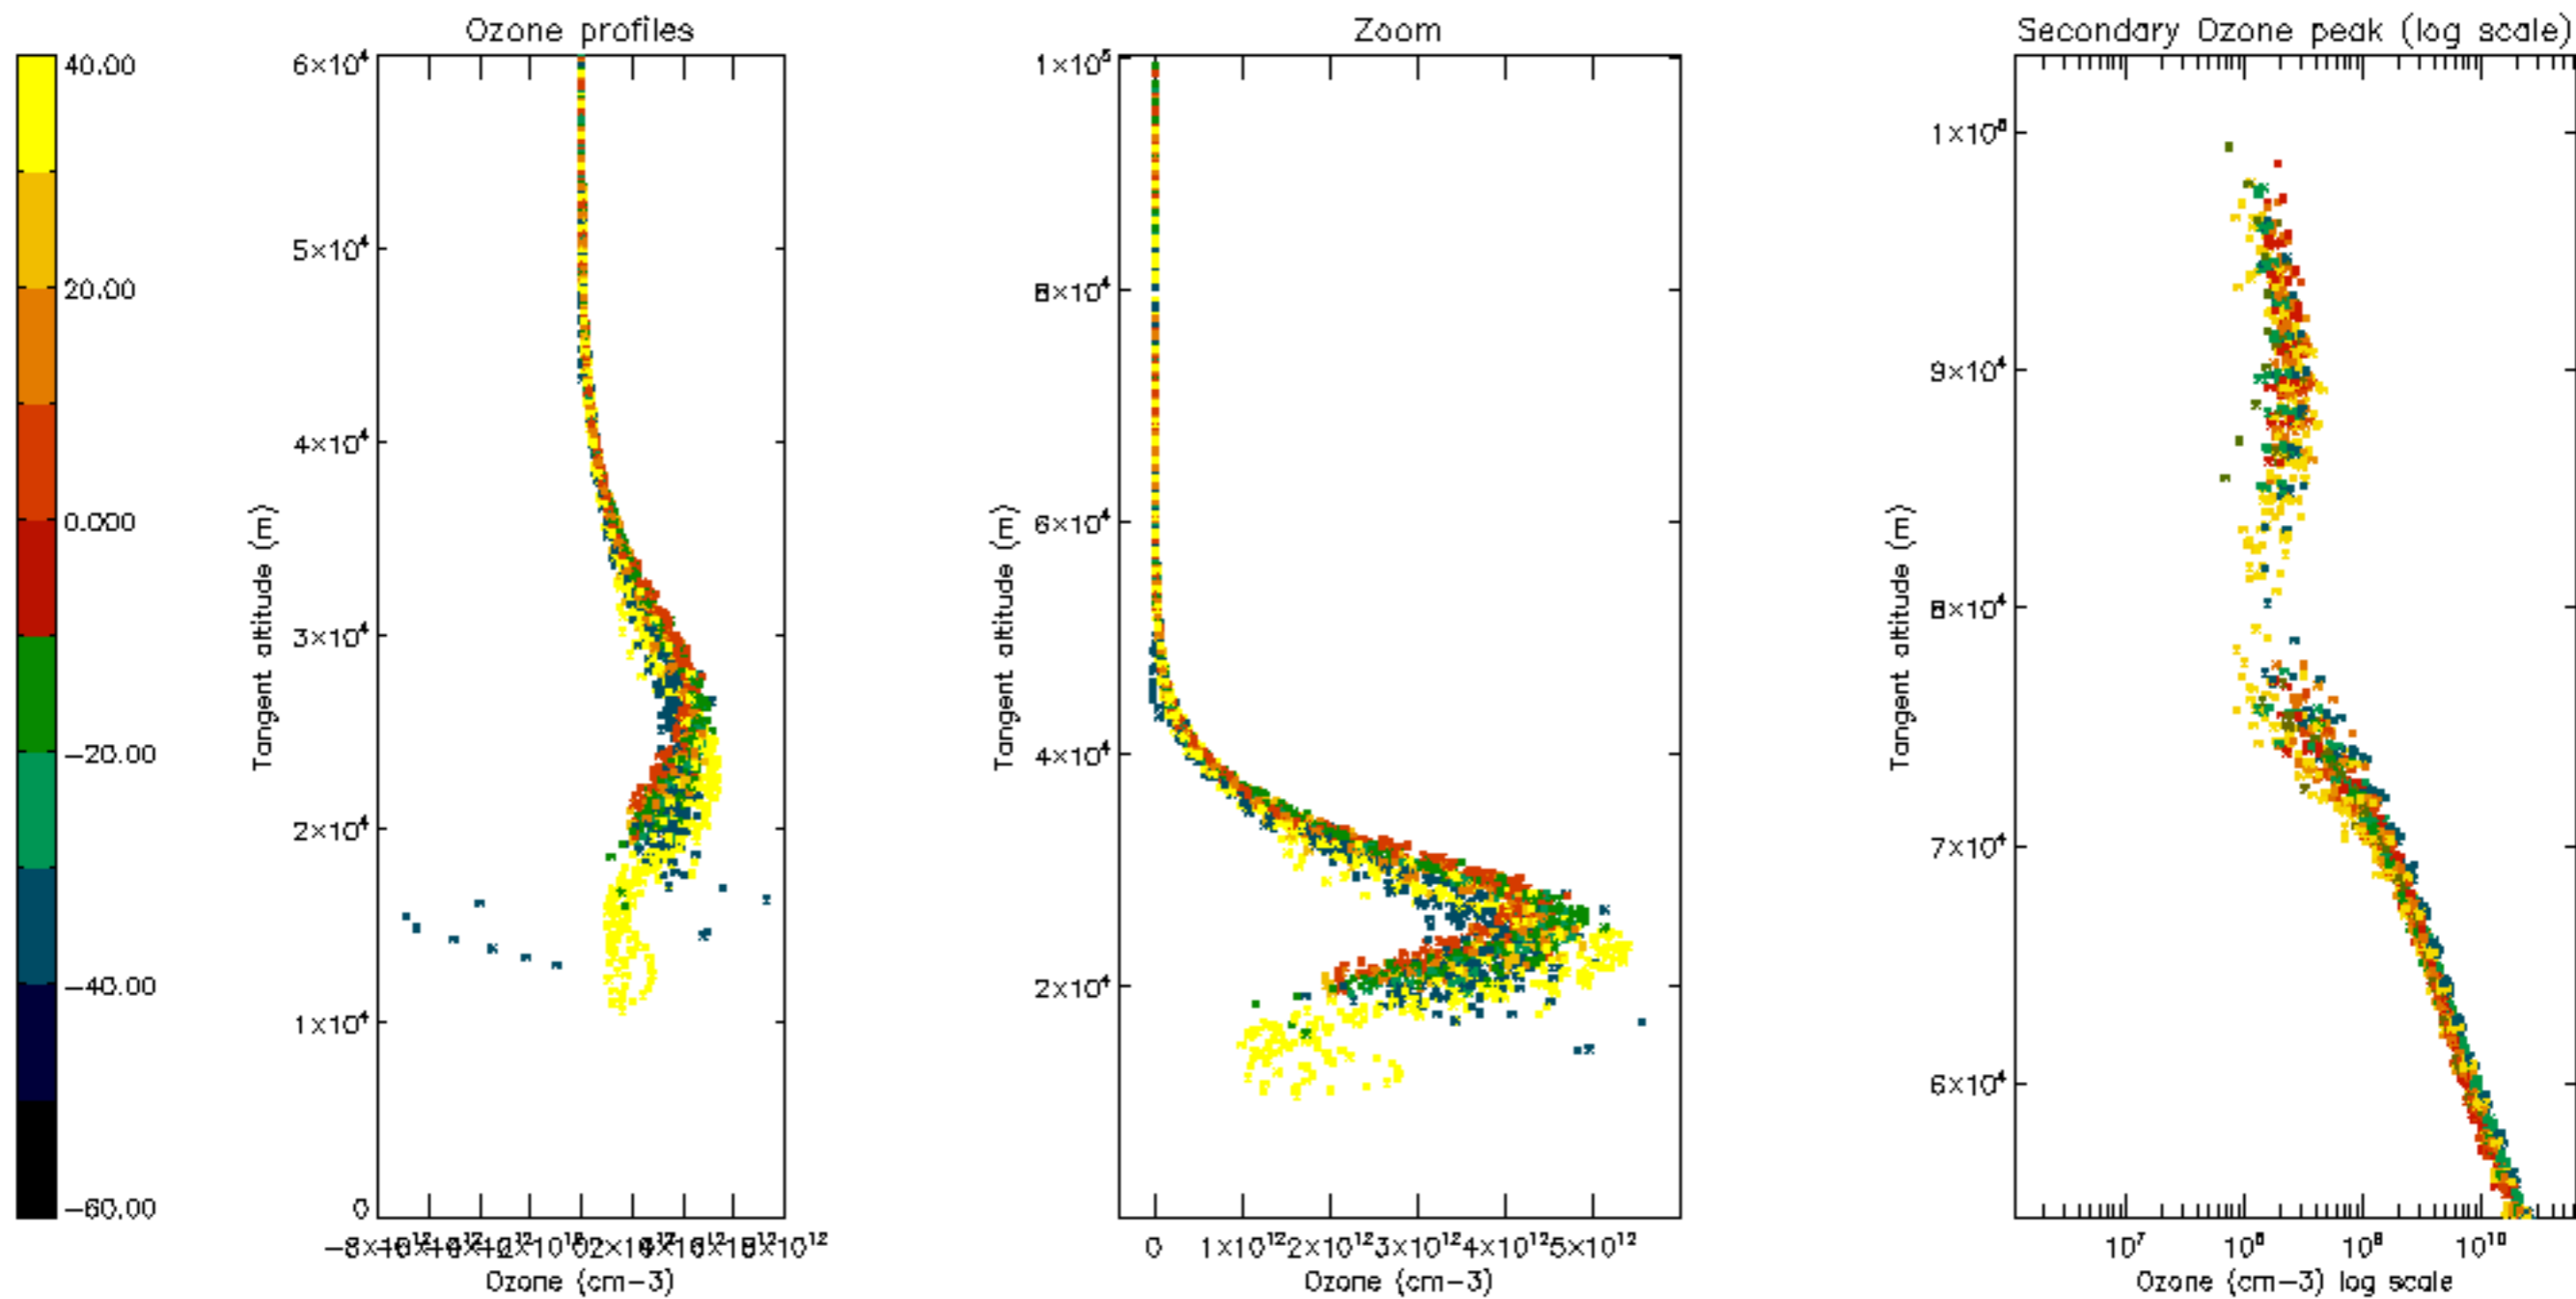 Ozone profiles
Zoom
Secondary Ozone peak (log scale)
40.00
20.00
0.000
−20.00
−40.00
−60.00
6×10⁴
5×10⁴
4×10⁴
3×10⁴
2×10⁴
1×10⁴
0
Tangent altitude (m)
Ozone (cm−3)
1×10⁵
8×10⁴
6×10⁴
4×10⁴
2×10⁴
Tangent altitude (m)
0 1×10¹² 2×10¹² 3×10¹² 4×10¹² 5×10¹²
Ozone (cm−3)
9×10⁴
8×10⁴
7×10⁴
6×10⁴
Tangent altitude (m)
10⁷ 10⁸ 10⁹ 10¹⁰
Ozone (cm−3) log scale